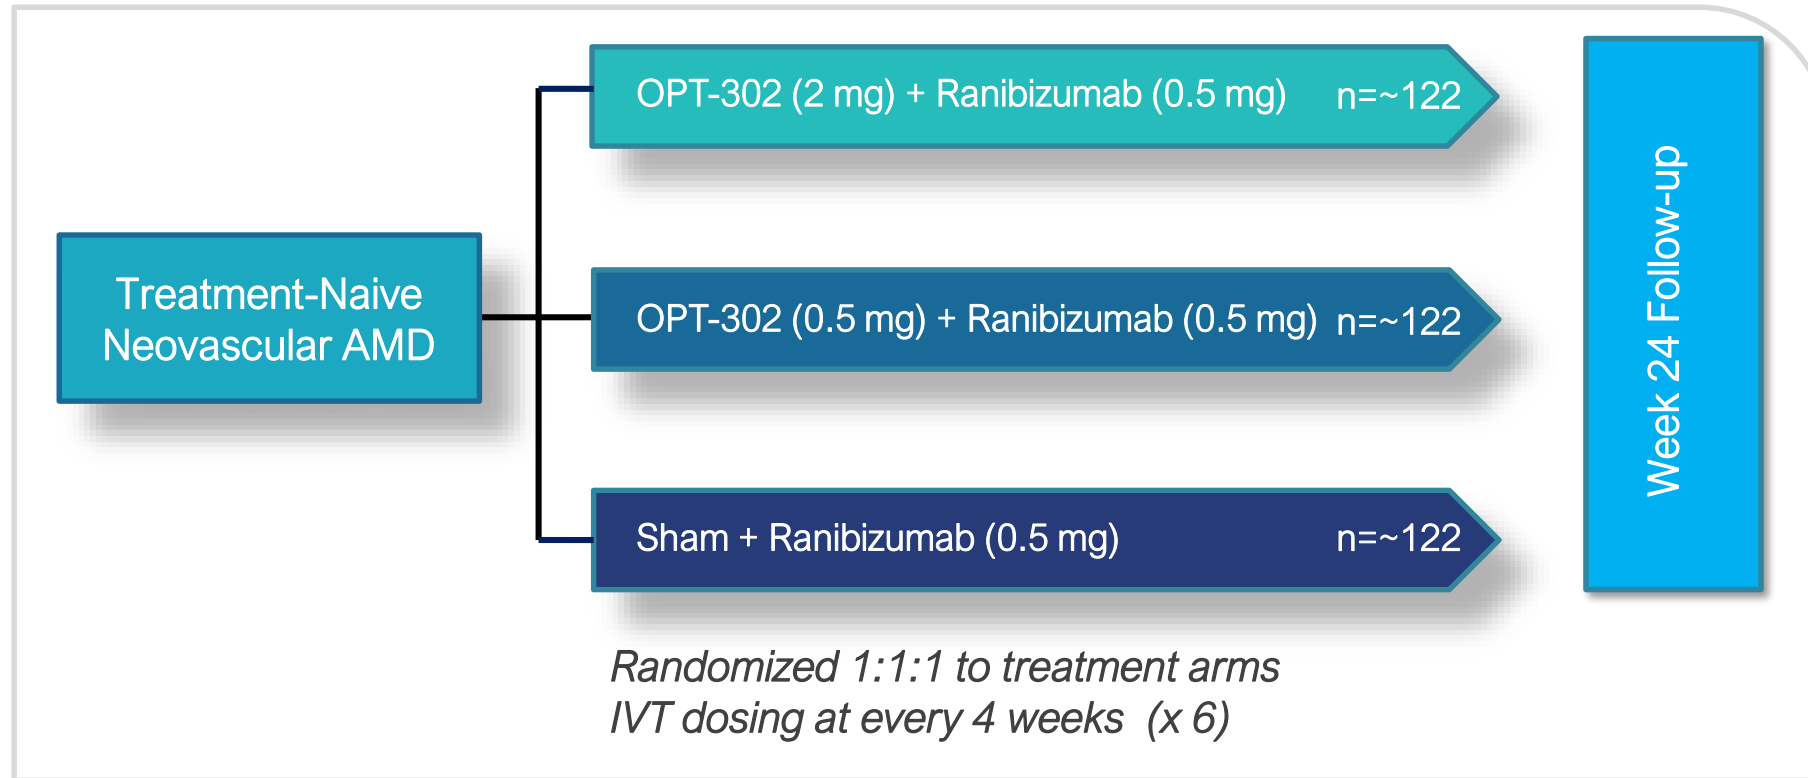 Treatment-Naive
Neovascular AMD
OPT-302 (2 mg) + Ranibizumab (0.5 mg) n=~122
OPT-302 (0.5 mg) + Ranibizumab (0.5 mg) n=~122
Sham + Ranibizumab (0.5 mg) n=~122
Week 24 Follow-up
Randomized 1:1:1 to treatment arms
IVT dosing at every 4 weeks (x 6)